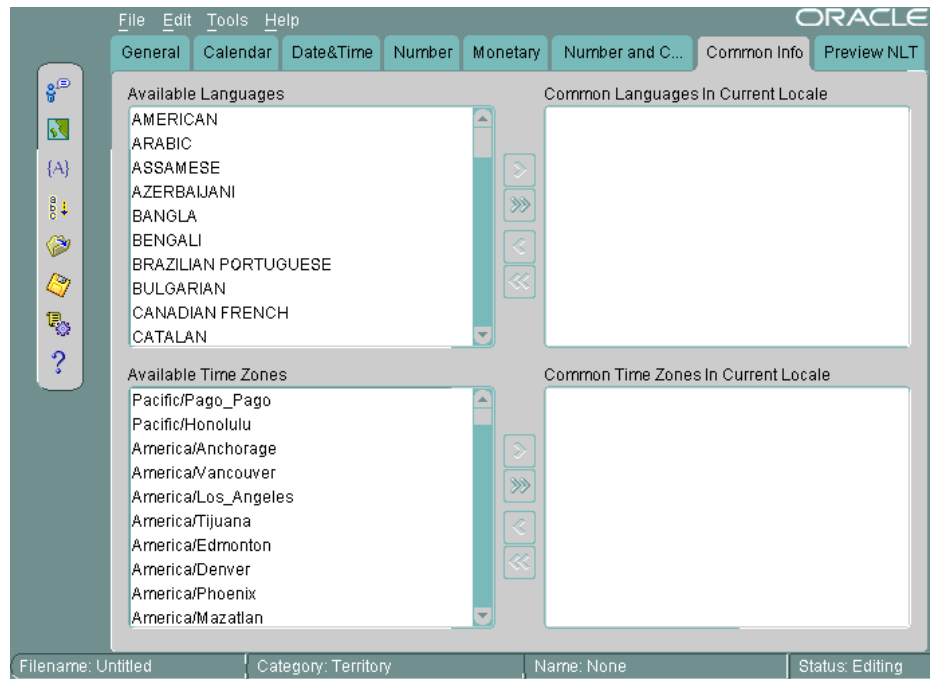 File Edit Tools Help
ORACLE
General Calendar Date&Time Number Monetary Number and C... Common Info Preview NLT
Available Languages
AMERICAN
ARABIC
ASSAMESE
AZERBAIJANI
BANGLA
BENGALI
BRAZILIAN PORTUGUESE
BULGARIAN
CANADIAN FRENCH
CATALAN
Common Languages In Current Locale
{A}
a
b
c
?
Available Time Zones
Pacific/Pago_Pago
Pacific/Honolulu
America/Anchorage
America/Vancouver
America/Los_Angeles
America/Tijuana
America/Edmonton
America/Denver
America/Phoenix
America/Mazatlan
Common Time Zones In Current Locale
Filename: Untitled Category: Territory Name: None Status: Editing